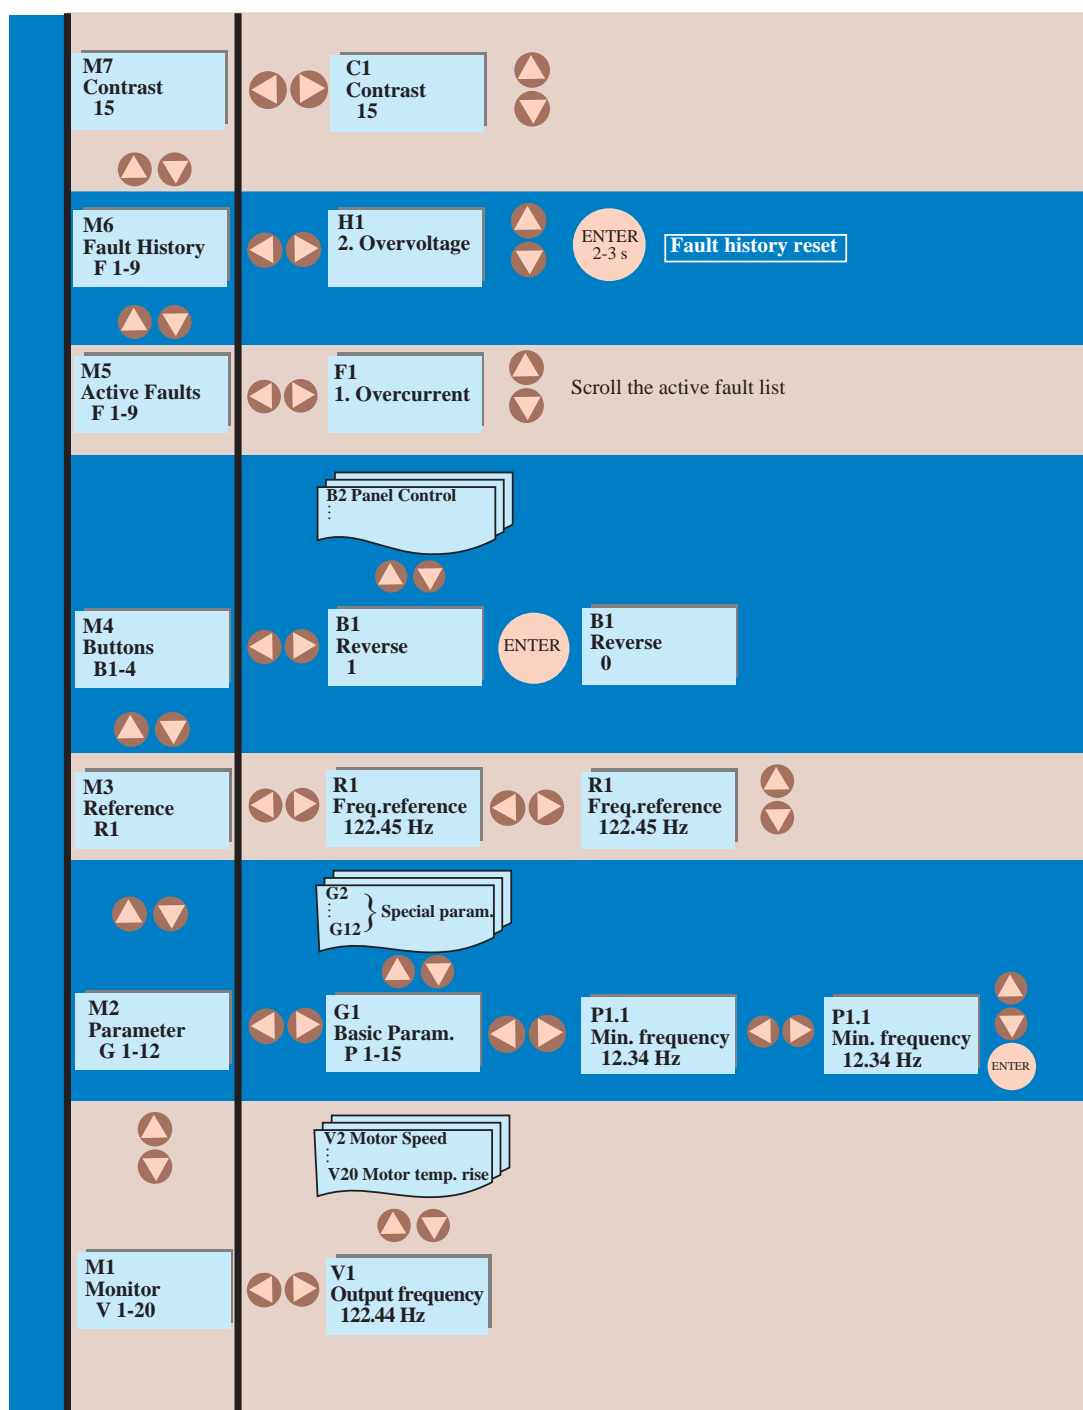 M7
Contrast
15
C1
Contrast
15
M6
Fault History
F 1-9
H1
2. Overvoltage
ENTER
2-3 s
Fault history reset
M5
Active Faults
F 1-9
F1
1. Overcurrent
Scroll the active fault list
B2 Panel Control
⋮
M4
Buttons
B1-4
B1
Reverse
1
ENTER
B1
Reverse
0
M3
Reference
R1
R1
Freq.reference
122.45 Hz
R1
Freq.reference
122.45 Hz
G2
⋮
G12
} Special param.
M2
Parameter
G 1-12
G1
Basic Param.
P 1-15
P1.1
Min. frequency
12.34 Hz
P1.1
Min. frequency
12.34 Hz
ENTER
V2 Motor Speed
⋮
V20 Motor temp. rise
M1
Monitor
V 1-20
V1
Output frequency
122.44 Hz